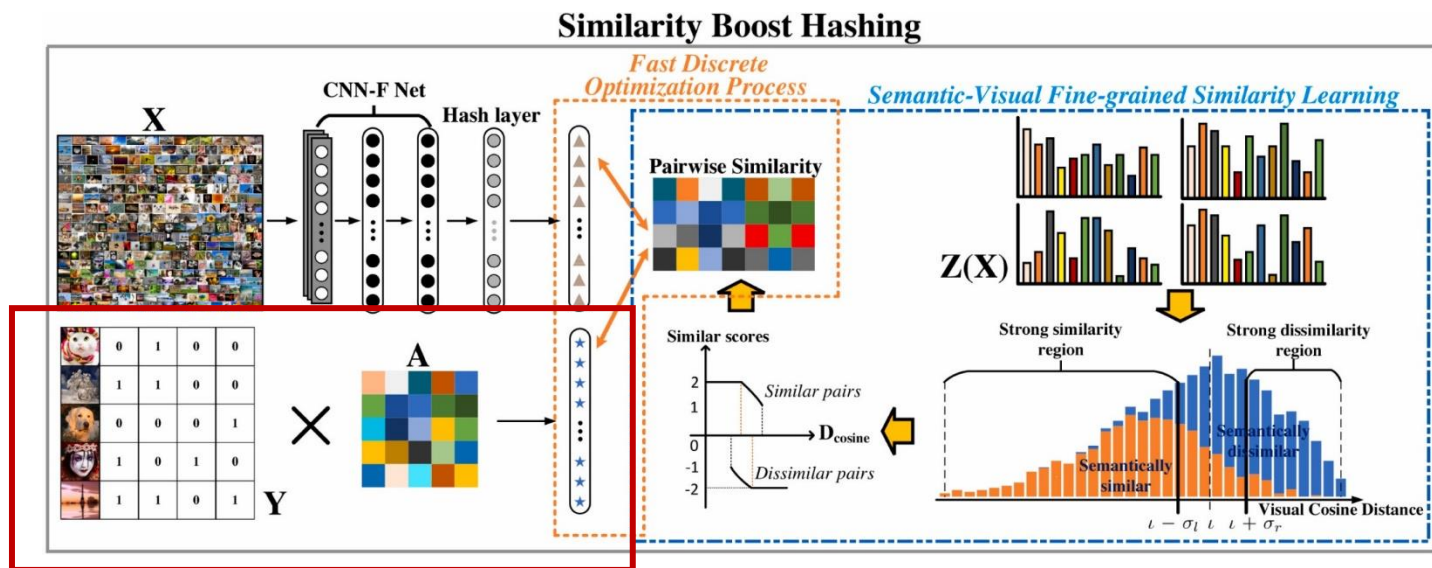 Similarity Boost Hashing
Fast Discrete
Optimization Process
Semantic-Visual Fine-grained Similarity Learning
X
CNN-F Net
Hash layer
Pairwise Similarity
Z(X)
0 1 0 0
1 1 0 0
0 0 0 1
1 0 1 0
1 1 0 1
Y
A
Similar scores
2
1
0
-1
-2
Similar pairs
D_cosine
Dissimilar pairs
Strong similarity
region
Strong dissimilarity
region
Semantically
similar
Semantically
dissimilar
Visual Cosine Distance
ι − σ_l ι ι + σ_r